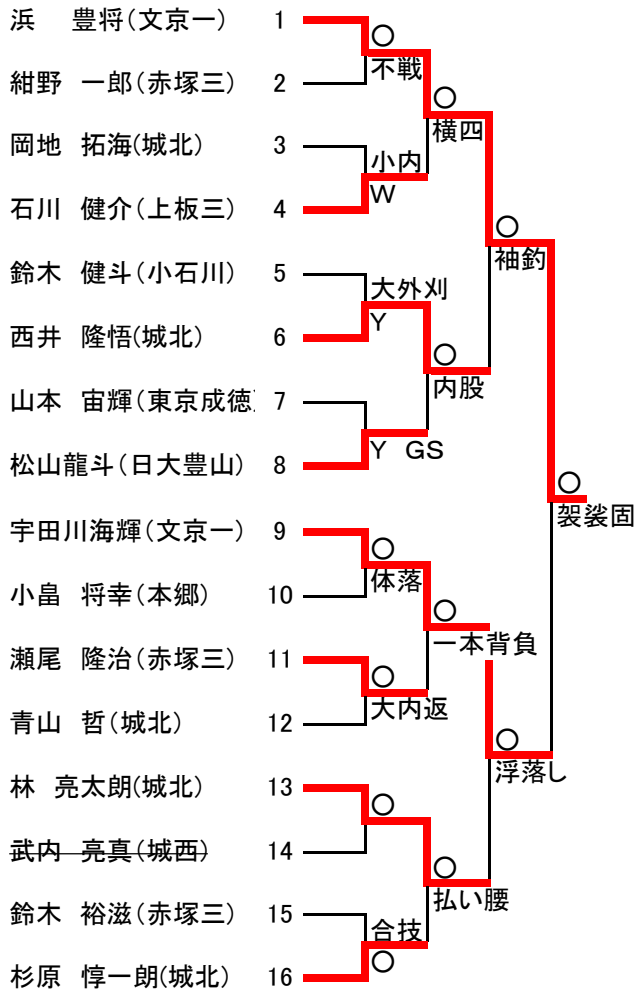 浜　豊将(文京一)　1
○
不戦
紺野　一郎(赤塚三)　2
○
横四
岡地　拓海(城北)　3
小内
W
石川　健介(上板三)　4
○
袖釣
鈴木　健斗(小石川)　5
大外刈
Y
西井　隆悟(城北)　6
○
内股
山本　宙輝(東京成徳)　7
Y　GS
松山龍斗(日大豊山)　8
○
袈裟固
宇田川海輝(文京一)　9
○
体落
小畠　将幸(本郷)　10
○
一本背負
瀬尾　隆治(赤塚三)　11
○
大内返
青山　哲(城北)　12
○
浮落し
林　亮太朗(城北)　13
○
武内　亮真(城西)　14
○
払い腰
鈴木　裕滋(赤塚三)　15
合技
○
杉原　惇一朗(城北)　16